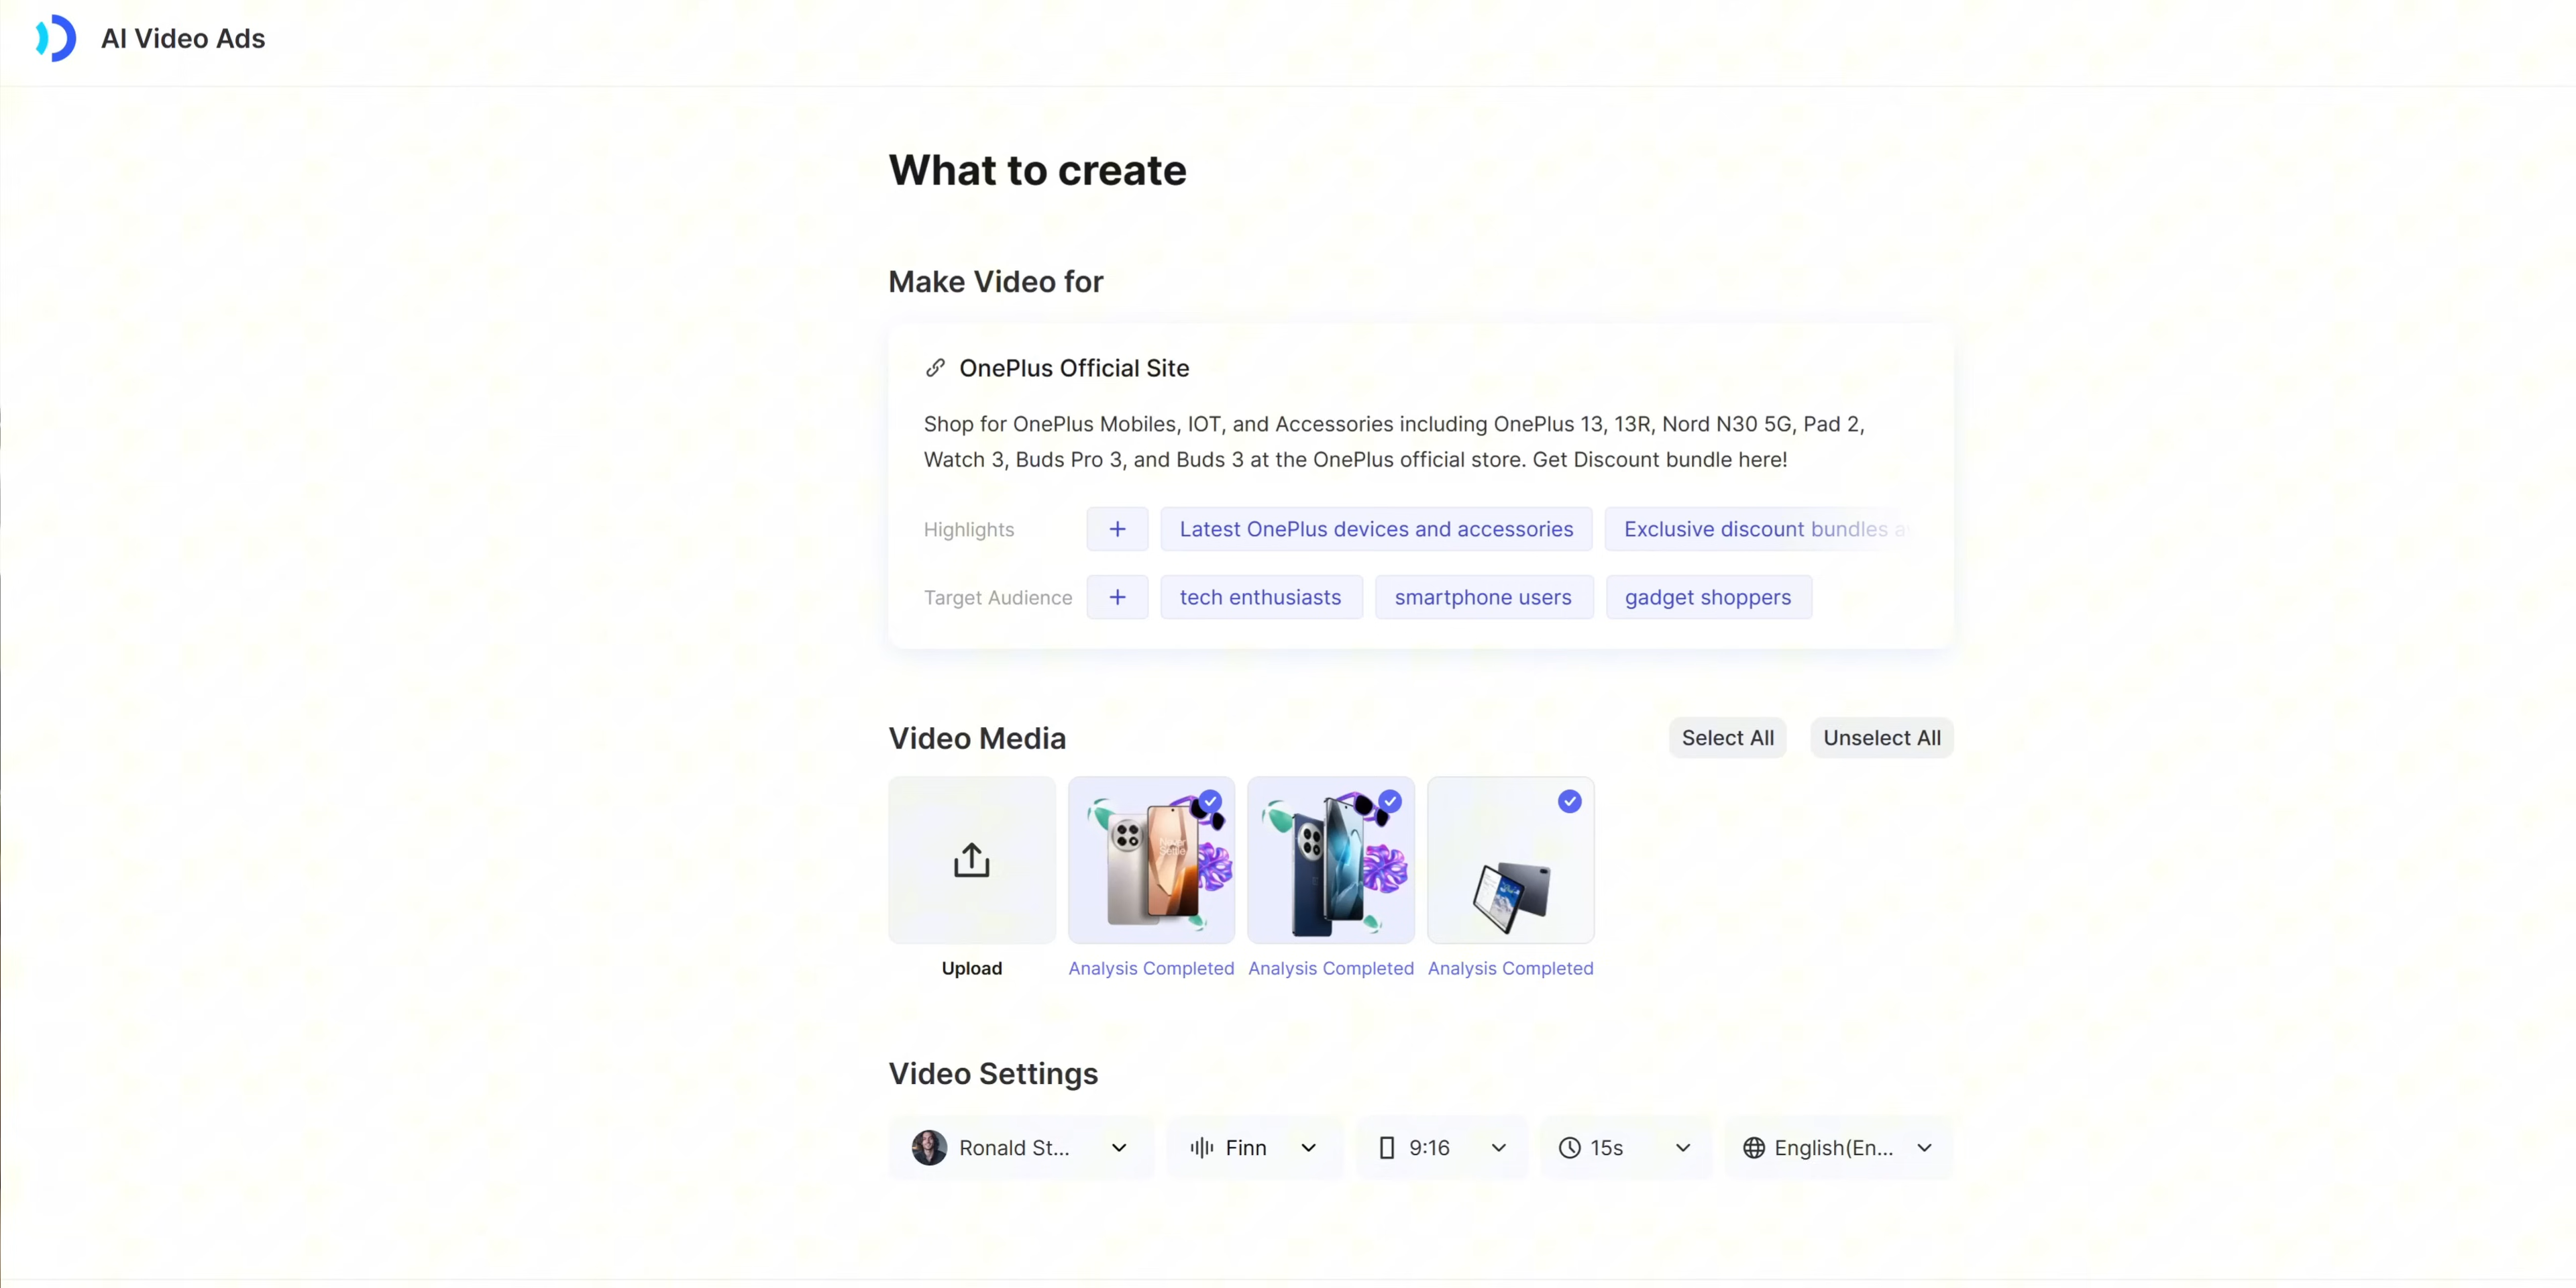 AI Video Ads
What to create
Make Video for
OnePlus Official Site
Shop for OnePlus Mobiles, IOT, and Accessories including OnePlus 13, 13R, Nord N30 5G, Pad 2,
Watch 3, Buds Pro 3, and Buds 3 at the OnePlus official store. Get Discount bundle here!
Highlights + Latest OnePlus devices and accessories Exclusive discount bundles
Target Audience + tech enthusiasts smartphone users gadget shoppers
Video Media Select All Unselect All
Never
Settle
Upload Analysis Completed Analysis Completed Analysis Completed
Video Settings
Ronald St... Finn 9:16 15s English(En...